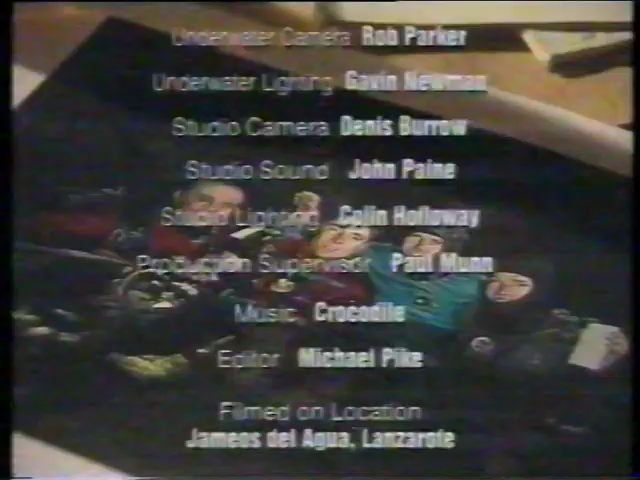 Underwater Camera Rob Parker
Underwater Lighting Gavin Newman
Studio Camera Denis Burrow
Studio Sound John Paine
Studio Lighting Colin Holloway
Production Supervisor Paul Munn
Music Crocodile
Editor Michael Pike
Filmed on Location
Jameos del Agua, Lanzarote